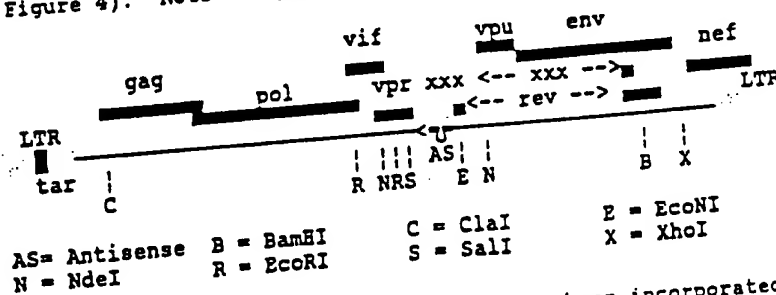 Figure 4).
vpu env
vif nef
gag pol vpr xxx <-- xxx -->
<-- rev --> LTR
LTR
tar AS
C R NRS E N B X
AS= Antisense B = BamHI C = ClaI E = EcoNI
N = NdeI R = EcoRI S = SalI X = XhoI
incorporated